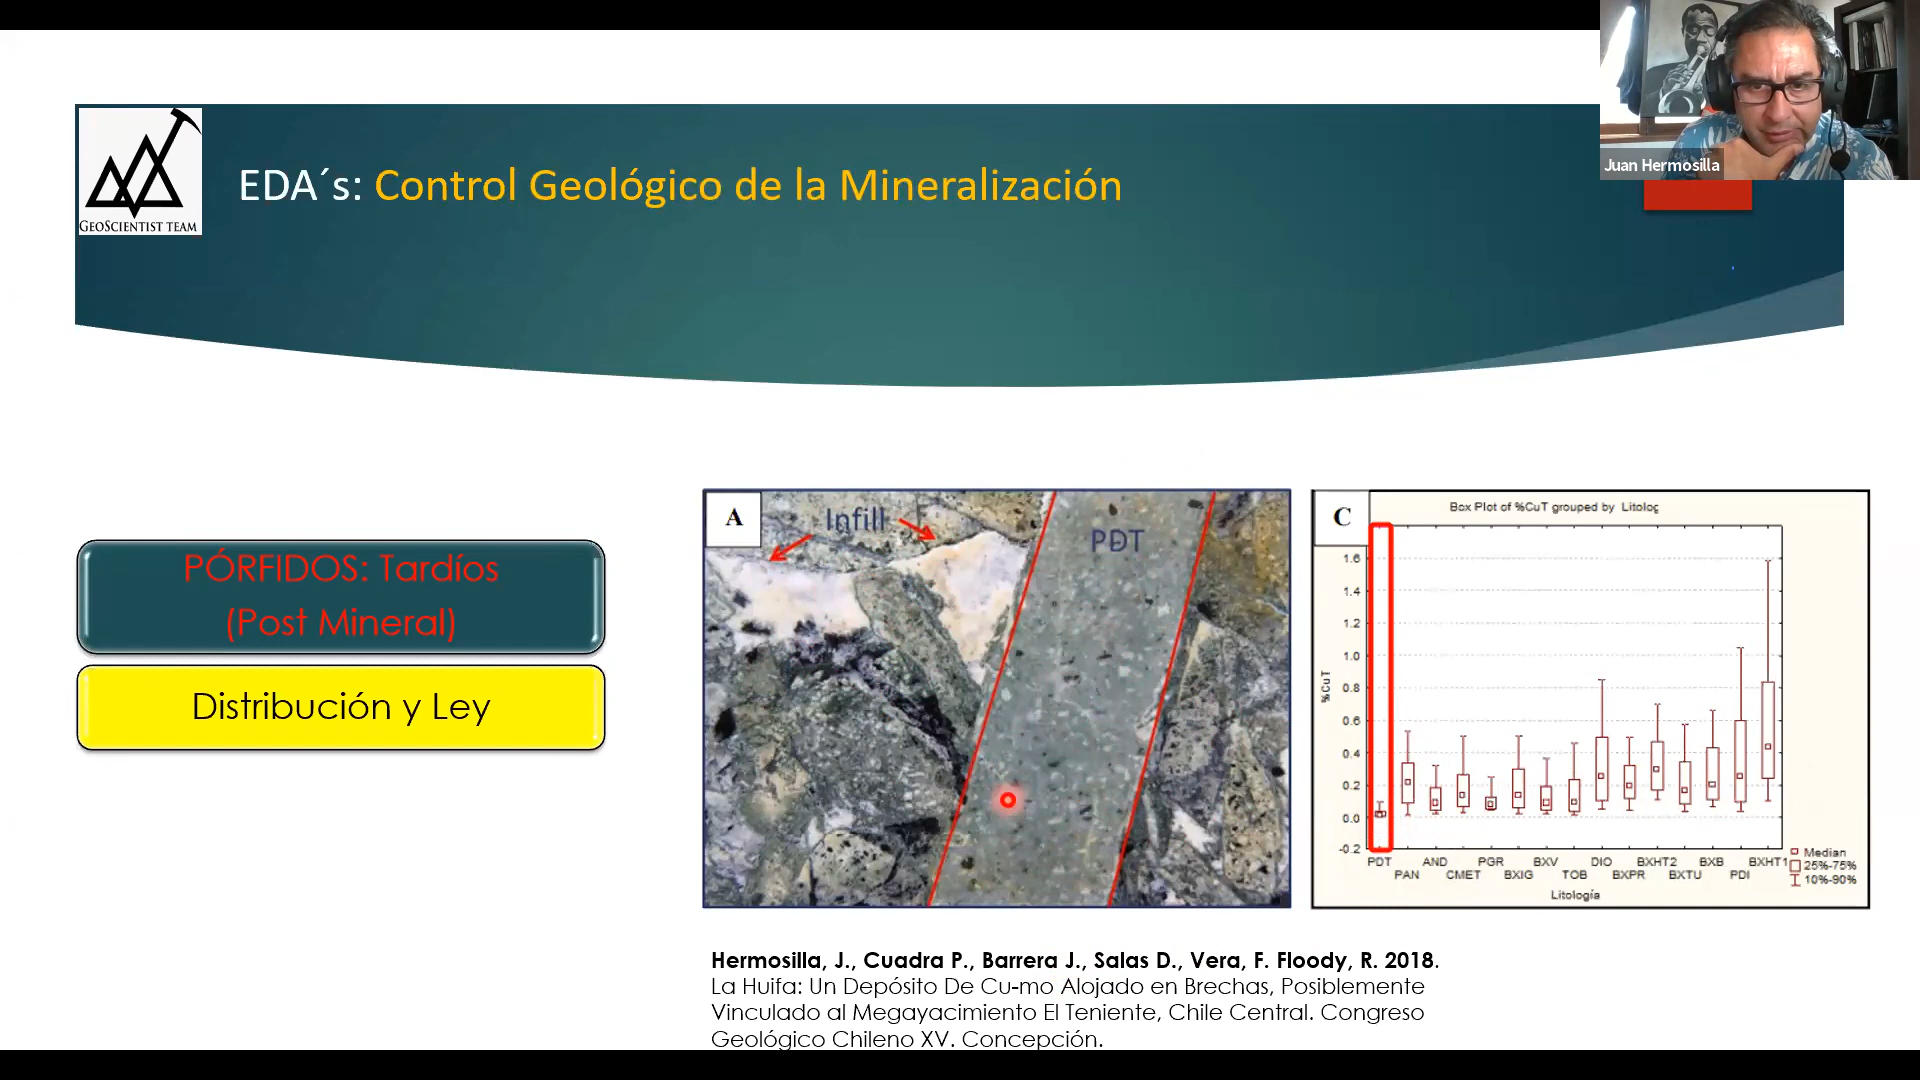 Juan Hermosilla
GEOSCIENTIST TEAM
EDA´s: Control Geológico de la Mineralización
PÓRFIDOS: Tardíos
(Post Mineral)
Distribución y Ley
A
Infill
PDT
C
Box Plot of %CuT grouped by Litolog
%CuT
1.6
1.4
1.2
1.0
0.8
0.6
0.4
0.2
0.0
-0.2
PDT AND PGR BXV DIO BXHT2 BXB BXHT1
PAN CMET BXIG TOB BXPR BXTU PDI
Litología
Median
25%-75%
10%-90%
Hermosilla, J., Cuadra P., Barrera J., Salas D., Vera, F. Floody, R. 2018.
La Huifa: Un Depósito De Cu-mo Alojado en Brechas, Posiblemente
Vinculado al Megayacimiento El Teniente, Chile Central. Congreso
Geológico Chileno XV. Concepción.